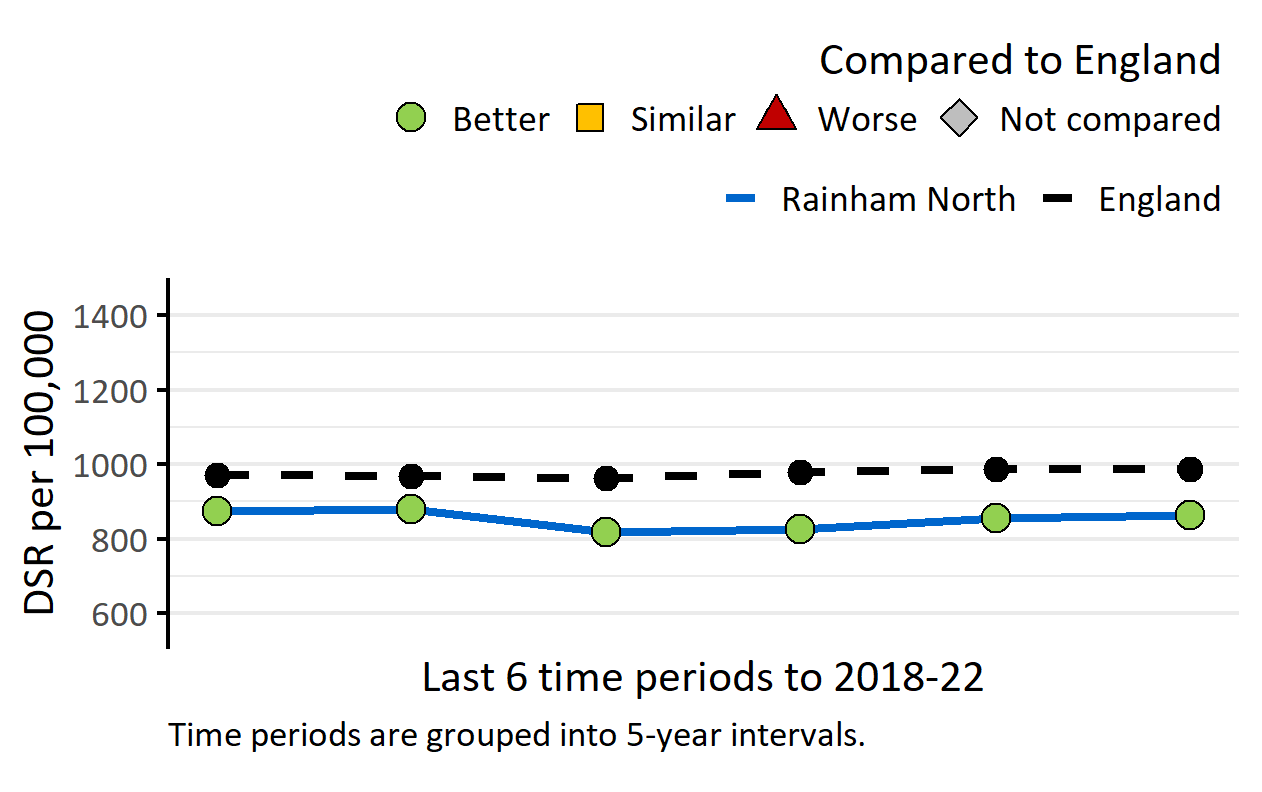 Compared to England
Better Similar Worse Not compared
Rainham North England
DSR per 100,000
1400
1200
1000
800
600
Last 6 time periods to 2018-22
Time periods are grouped into 5-year intervals.